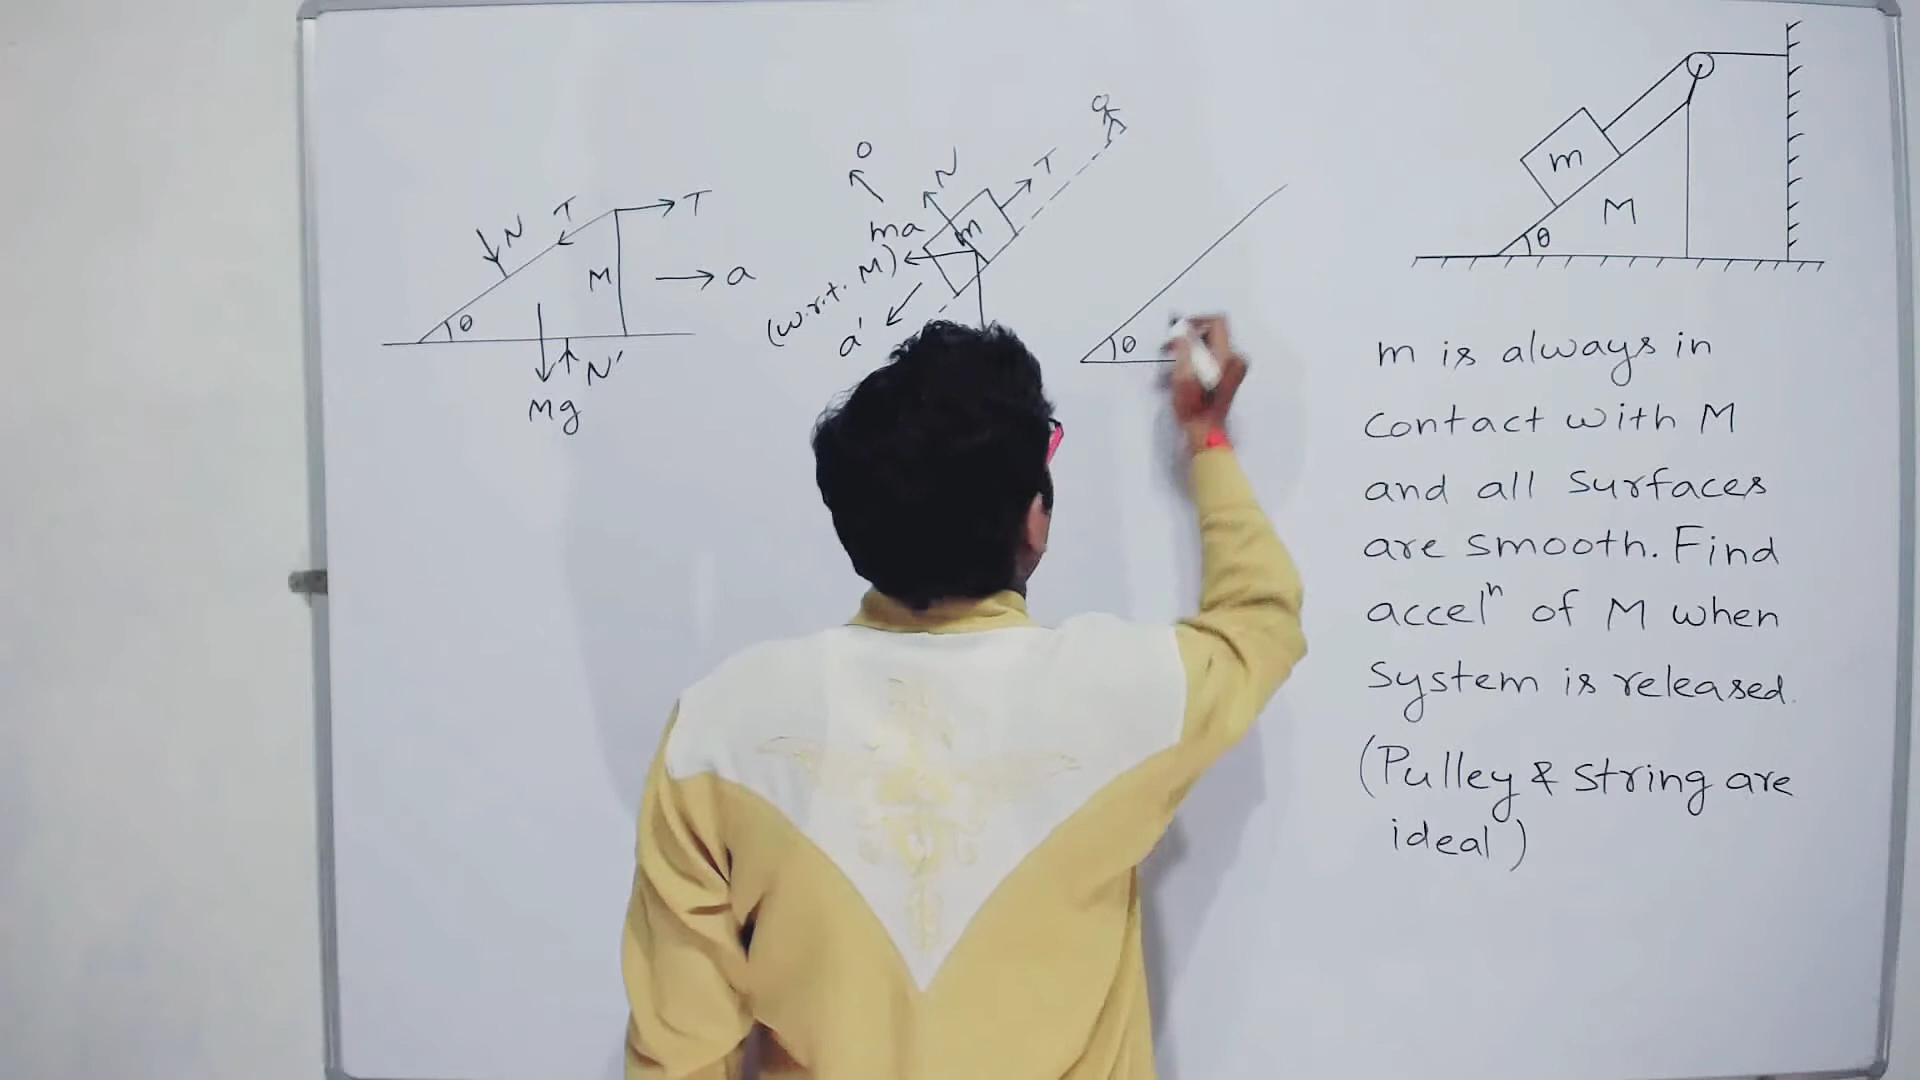 N
T
T
M
a
θ
Mg
N'
0
N
T
ma
m
(w.r.t. M)
a'
θ
m
M
θ
m is always in
contact with M
and all surfaces
are smooth. Find
accelⁿ of M when
system is released.
(Pulley & string are
ideal)